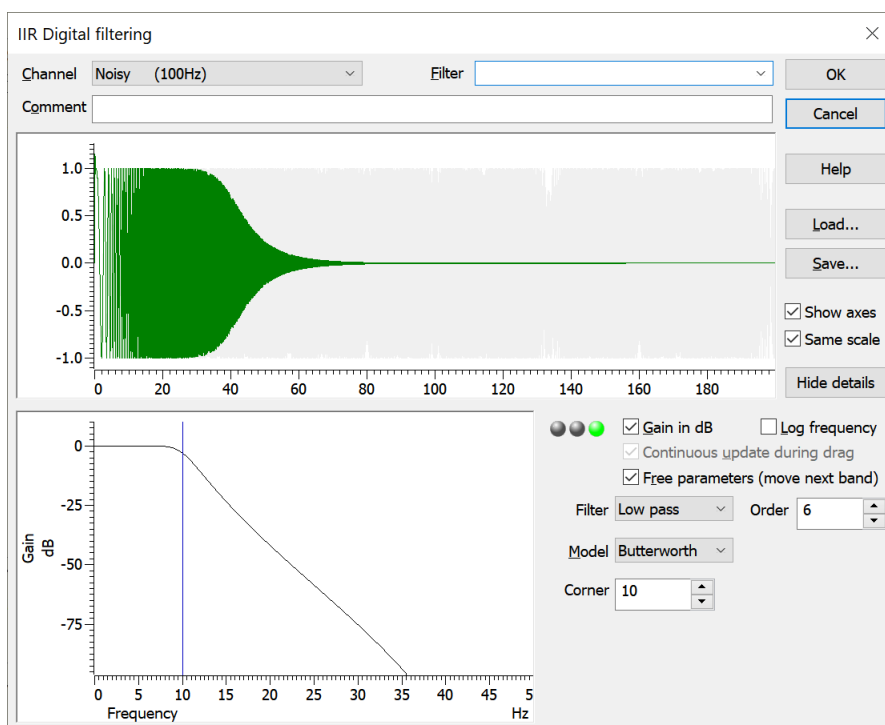 IIR Digital filtering
Channel Noisy (100Hz) Filter OK
Comment Cancel
Help
Load...
Save...
Show axes
Same scale
Hide details
1.0
0.5
0.0
-0.5
-1.0
0 20 40 60 80 100 120 140 160 180
Gain in dB Log frequency
Continuous update during drag
Free parameters (move next band)
Filter Low pass Order 6
Model Butterworth
Corner 10
0
-25
-50
-75
Gain
dB
0 5 10 15 20 25 30 35 40 45 5
Frequency Hz